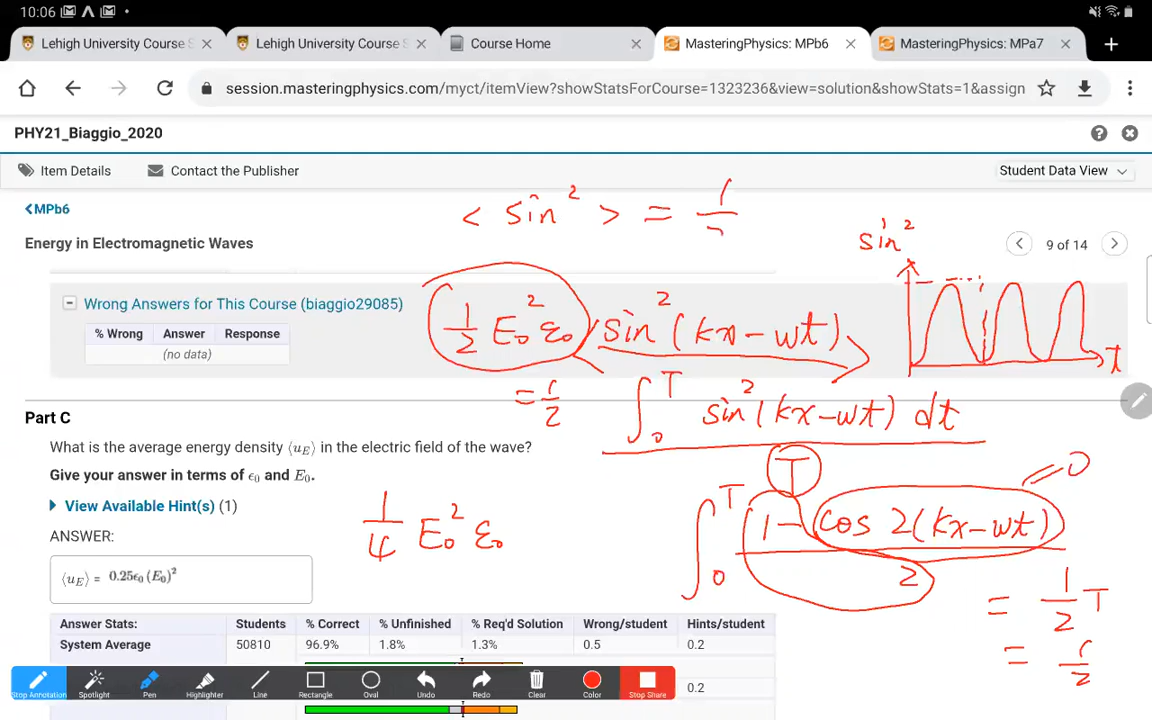 10:06
Lehigh University Course S
Lehigh University Course S
Course Home
MasteringPhysics: MPb6
MasteringPhysics: MPa7
session.masteringphysics.com/myct/itemView?showStatsForCourse=1323236&view=solution&showStats=1&assign
PHY21_Biaggio_2020
Item Details
Contact the Publisher
Student Data View
MPb6
< sin² > = 1/
Energy in Electromagnetic Waves
sin²
9 of 14
Wrong Answers for This Course (biaggio29085)
% Wrong Answer Response
(no data)
1/2 E₀² ε₀ sin² (kx - wt)
t
= 1/2
∫₀ᵀ sin² (kx - wt) dt
T
Part C
What is the average energy density ⟨u_E⟩ in the electric field of the wave?
Give your answer in terms of ϵ₀ and E₀.
View Available Hint(s) (1)
1/4 E₀² ε₀
∫₀ᵀ (1 - cos 2(kx - wt))/2
= 0
= 1/2 T
= 1/2
ANSWER:
⟨u_E⟩ = 0.25ϵ₀(E₀)²
Answer Stats: Students % Correct % Unfinished % Req'd Solution Wrong/student Hints/student
System Average 50810 96.9% 1.8% 1.3% 0.5 0.2
0.2
Stop Annotation Spotlight Pen Highlighter Line Rectangle Oval Undo Redo Clear Color Stop Share